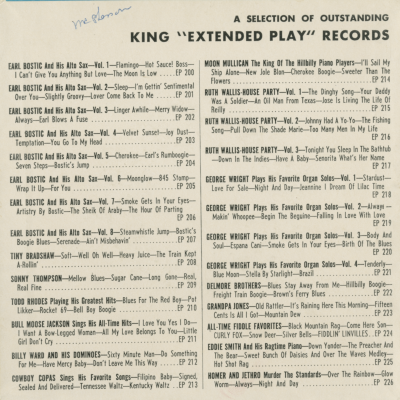 A SELECTION OF OUTSTANDING
KING "EXTENDED PLAY" RECORDS
EARL BOSTIC And His Alto Sax—Vol. 1—Flamingo—Hot Sauce! Boss—
I Can't Give You Anything But Love—The Moon Is Low EP 200
EARL BOSTIC And His Alto Sax—Vol. 2—Sleep—I'm Gettin' Sentimental
Over You—Slightly Groovy—Lover Come Back To Me EP 201
EARL BOSTIC And His Alto Sax—Vol. 3—Linger Awhile—Merry Widow—
Always—Earl Blows A Fuse EP 202
EARL BOSTIC And His Alto Sax—Vol. 4—Velvet Sunset—Joy Dust—
Temptation—You Go To My Head EP 203
EARL BOSTIC And His Alto Sax—Vol. 5—Cherokee—Earl's Rumboogie—
Seven Steps—Bostic's Jump EP 204
EARL BOSTIC And His Alto Sax—Vol. 6—Moonglow—845 Stomp—
Wrap It Up—For You EP 205
EARL BOSTIC And His Alto Sax—Vol. 7—Smoke Gets In Your Eyes—
Artistry By Bostic—The Sheik Of Araby—The Hour Of Parting
EP 206
EARL BOSTIC And His Alto Sax—Vol. 8—Steamwhistle Jump—Bostic's
Boogie Blues—Serenade—Ain't Misbehavin' EP 207
TINY BRADSHAW—Soft—Well Oh Well—Heavy Juice—The Train Kept
A-Rollin' EP 208
SONNY THOMPSON—Mellow Blues—Sugar Cane—Long Gone—Real,
Real Fine EP 209
TODD RHODES Playing His Greatest Hits—Blues For The Red Boy—Pot
Likker—Rocket 69—Bell Boy Boogie EP 210
BULL MOOSE JACKSON Sings His All-Time Hits—I Love You Yes I Do—
I Want A Bow-Legged Woman—All My Love Belongs To You—Little
Girl Don't Cry EP 211
BILLY WARD AND HIS DOMINOES—Sixty Minute Man—Do Something
For Me—Have Mercy Baby—Don't Leave Me This Way EP 212
COWBOY COPAS Sings His Favorite Songs—Filipino Baby—Signed,
Sealed And Delivered—Tennessee Waltz—Kentucky Waltz EP 213
MOON MULLICAN The King Of The Hillbilly Piano Players—I'll Sail My
Ship Alone—New Jole Blon—Cherokee Boogie—Sweeter Than The
Flowers EP 214
RUTH WALLIS—HOUSE PARTY—Vol. 1—The Dinghy Song—Your Daddy
Was A Soldier—An Oil Man From Texas—Jose Is Living The Life Of
Reilly EP 215
RUTH WALLIS—HOUSE PARTY—Vol. 2—Johnny Had A Yo-Yo—The Fishing
Song—Pull Down The Shade Marie—Too Many Men In My Life
EP 216
RUTH WALLIS—HOUSE PARTY—Vol. 3—Tonight You Sleep In The Bathtub
—Down In The Indies—Have A Baby—Senorita What's Her Name
EP 217
GEORGE WRIGHT Plays His Favorite Organ Solos—Vol. 1—Stardust—
Love For Sale—Night And Day—Jeannine I Dream Of Lilac Time
EP 218
GEORGE WRIGHT Plays His Favorite Organ Solos—Vol. 2—Always—
Makin' Whoopee—Begin The Beguine—Falling In Love With Love
EP 219
GEORGE WRIGHT Plays His Favorite Organ Solos—Vol. 3—Body And
Soul—Espana Cani—Smoke Gets In Your Eyes—Birth Of The Blues
EP 220
GEORGE WRIGHT Plays His Favorite Organ Solos—Vol. 4—Tenderly—
Blue Moon—Stella By Starlight—Brazil EP 221
DELMORE BROTHERS—Blues Stay Away From Me—Hillbilly Boogie—
Freight Train Boogie—Brown's Ferry Blues EP 222
GRANDPA JONES—Old Rattler—It's Raining Here This Morning—Fifteen
Cents Is All I Got—Mountain Dew EP 223
ALL-TIME FIDDLE FAVORITES—Black Mountain Rag—Come Here Son—
CURLY FOX—Snow Deer—Silver Bells—FIDDLIN' LINVILLE EP 224
EDDIE SMITH And His Ragtime Piano—Down Yonder—The Preacher And
The Bear—Sweet Bunch Of Daisies And Over The Waves Medley—
Hot Shot Rag EP 225
HOMER AND JETHRO Murder The Standards—Over The Rainbow—Glow
Worm—Always—Night And Day EP 226